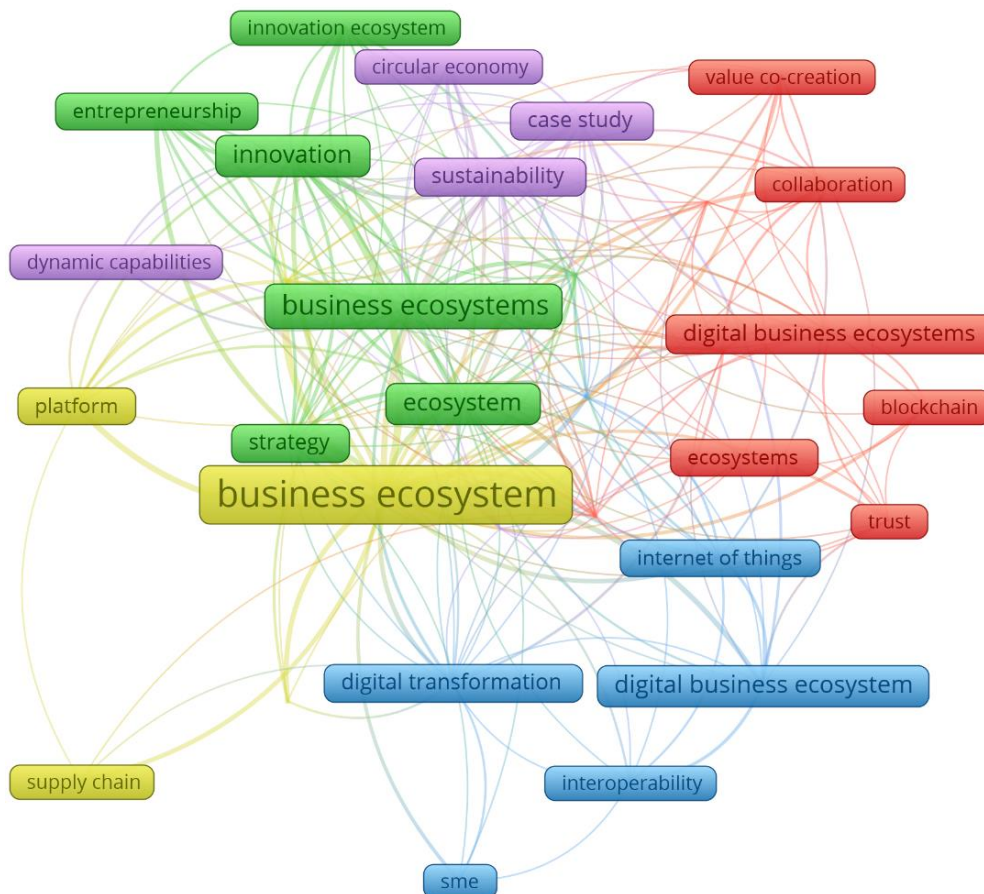 innovation ecosystem
circular economy
value co-creation
entrepreneurship
case study
innovation
sustainability
collaboration
dynamic capabilities
business ecosystems
digital business ecosystems
platform
ecosystem
blockchain
strategy
ecosystems
business ecosystem
trust
internet of things
digital transformation
digital business ecosystem
supply chain
interoperability
sme